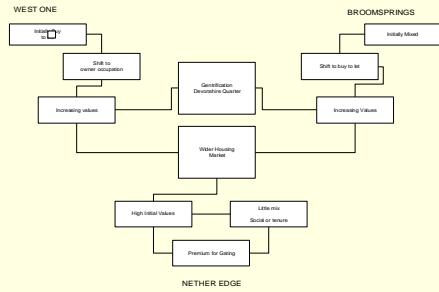 WEST ONE
BROOMSPRINGS
Initially Buy
to
Initially Mixed
Shift to
owner occupation
Shift to buy to let
Gentrification
Devonshire Quarter
Increasing values
Increasing Values
Wider Housing
Market
High Initial Values
Little mix
Social or tenure
Premium for Gating
NETHER EDGE